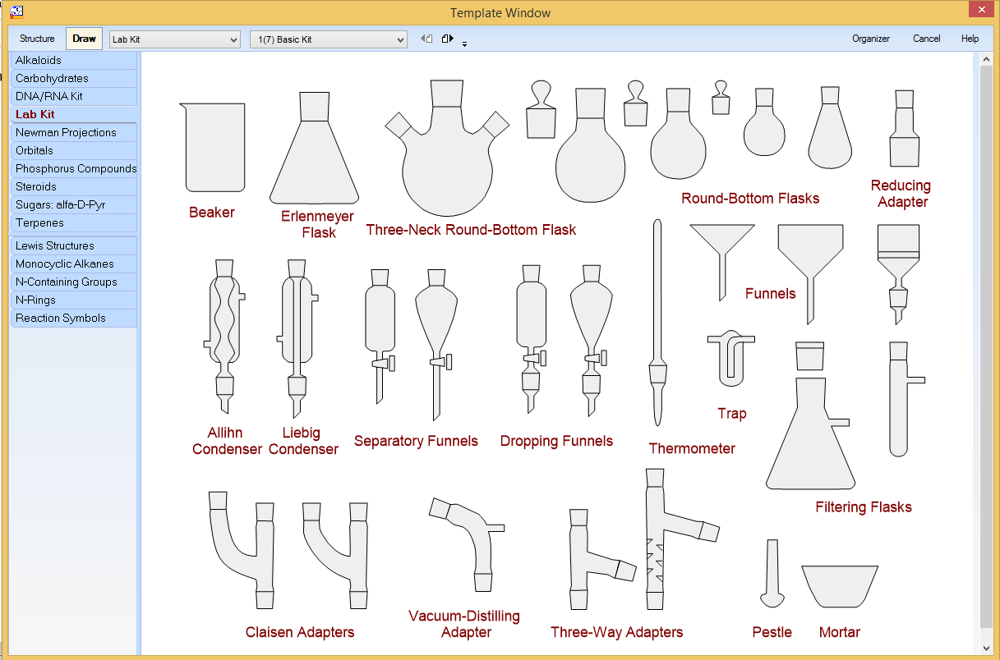 Template Window
Structure Draw Lab Kit 1(7) Basic Kit Organizer Cancel Help
Alkaloids
Carbohydrates
DNA/RNA Kit
Lab Kit
Newman Projections
Orbitals
Phosphorus Compounds
Steroids
Sugars: alfa-D-Pyr
Terpenes
Lewis Structures
Monocyclic Alkanes
N-Containing Groups
N-Rings
Reaction Symbols
Beaker
Erlenmeyer
Flask
Three-Neck Round-Bottom Flask
Round-Bottom Flasks
Reducing
Adapter
Funnels
Allihn
Condenser
Liebig
Condenser
Separatory Funnels
Dropping Funnels
Thermometer
Trap
Filtering Flasks
Claisen Adapters
Vacuum-Distilling
Adapter
Three-Way Adapters
Pestle
Mortar